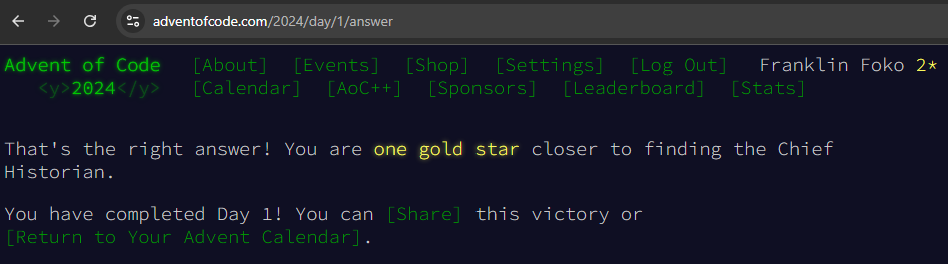 adventofcode.com/2024/day/1/answer
Advent of Code [About] [Events] [Shop] [Settings] [Log Out] Franklin Foko 2*
<y>2024</y> [Calendar] [AoC++] [Sponsors] [Leaderboard] [Stats]
That's the right answer! You are one gold star closer to finding the Chief
Historian.
You have completed Day 1! You can [Share] this victory or
[Return to Your Advent Calendar].